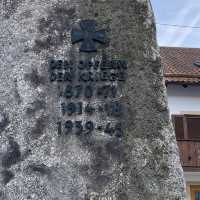 DEN OPFERN
DER KRIEGE
1870-71
1914-18
1939-45